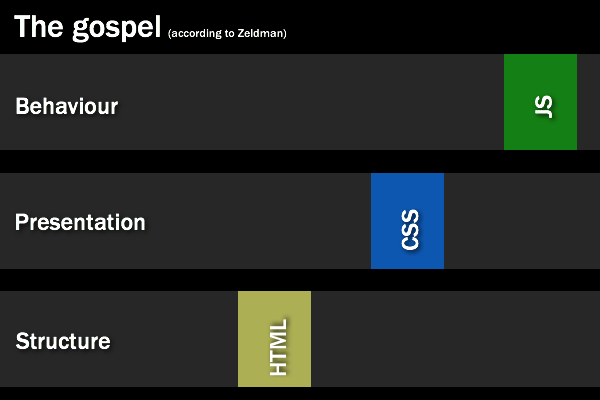 The gospel (according to Zeldman)
Behaviour
JS
Presentation
CSS
Structure
HTML